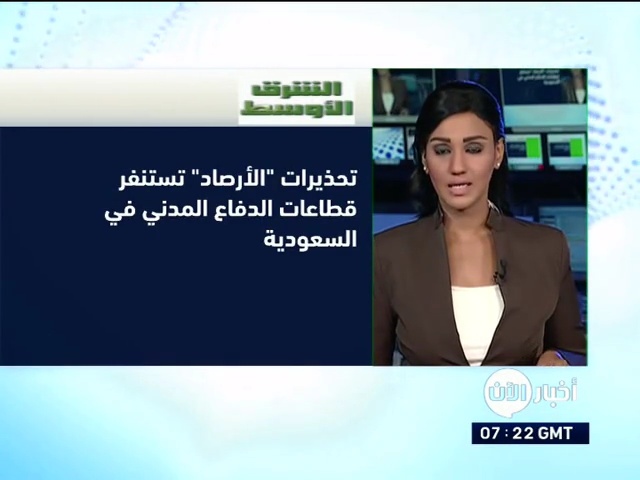 الشرق
الأوسط
تحذيرات "الأرصاد" تستنفر
قطاعات الدفاع المدني في
السعودية
أخبار الآن
07:22 GMT